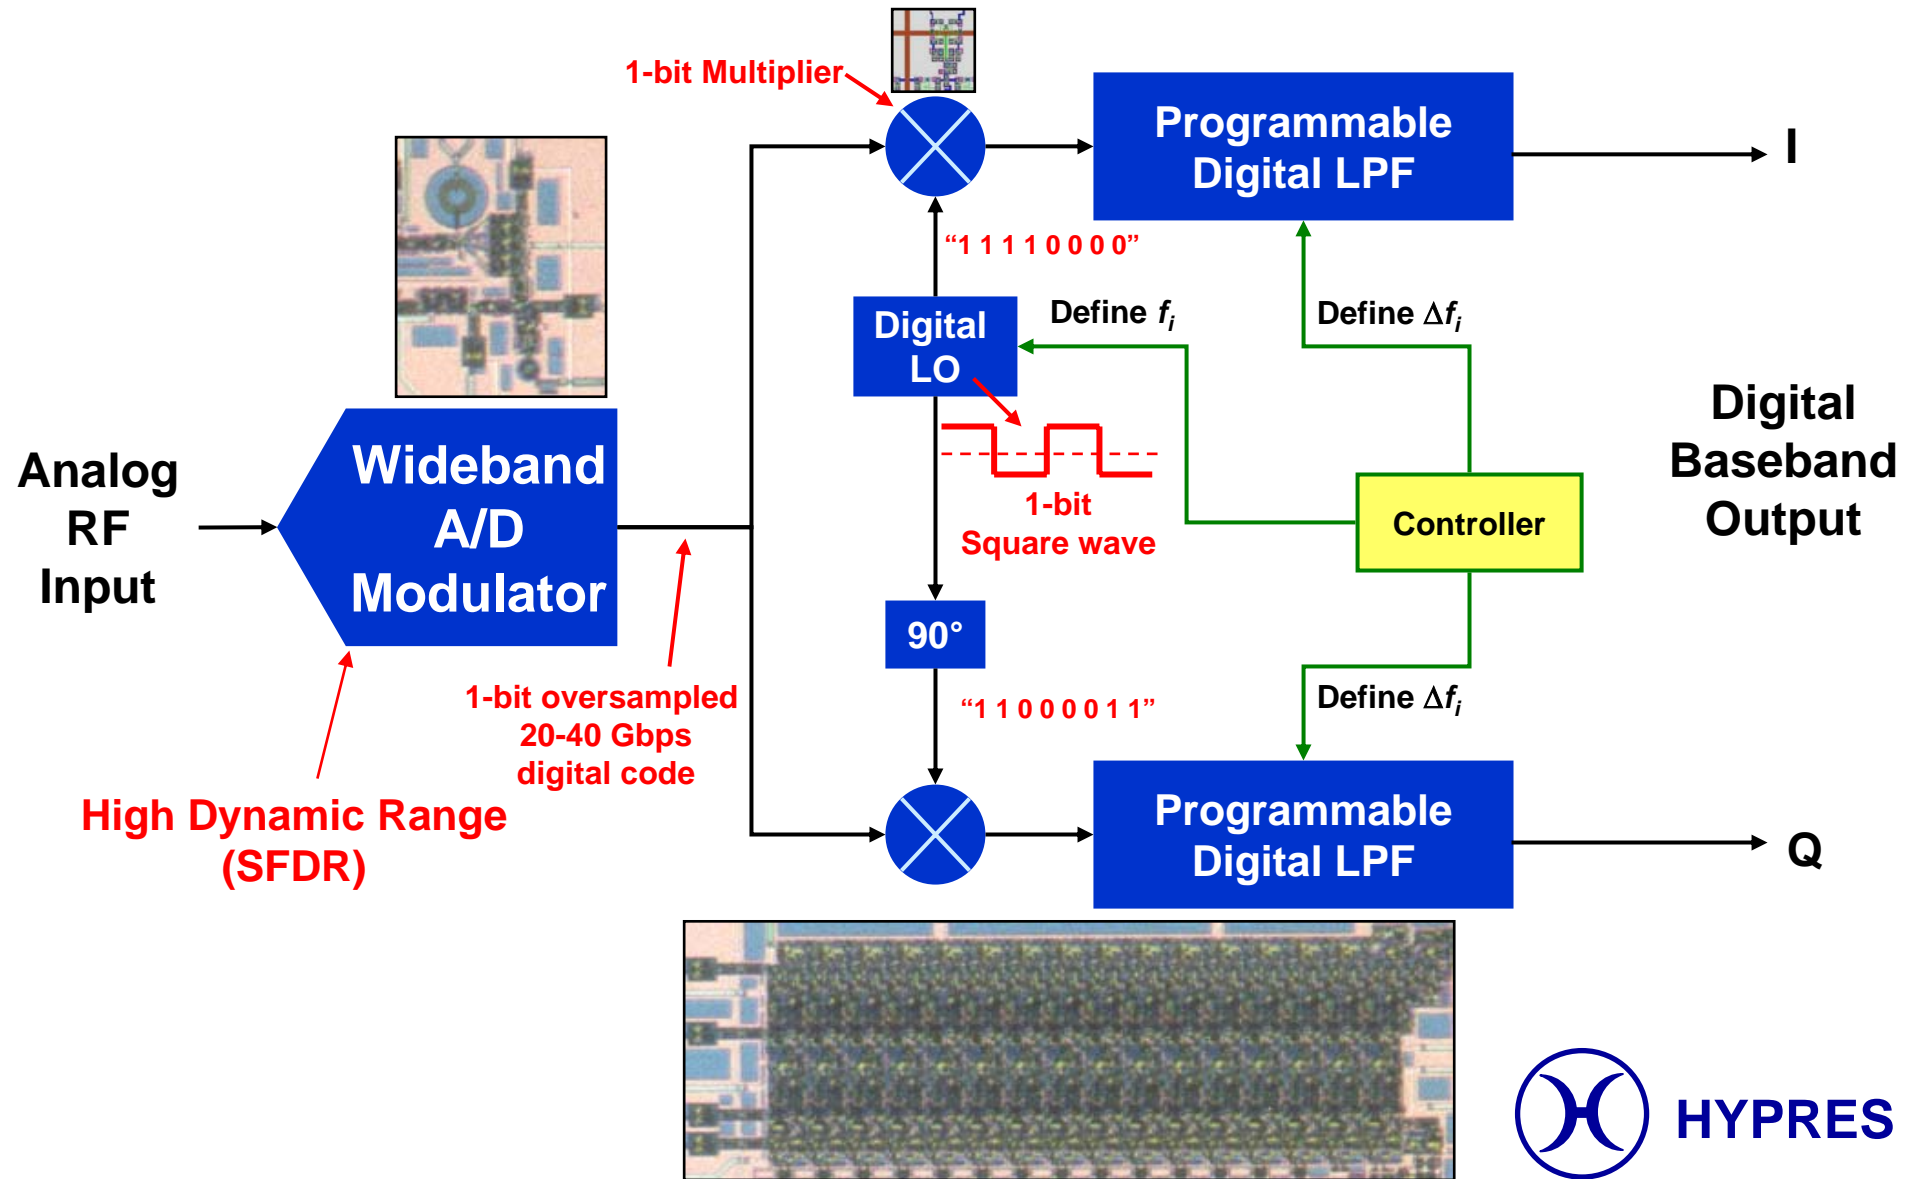 1-bit Multiplier
Programmable
Digital LPF
I
“1 1 1 1 0 0 0 0”
Digital
LO
Define fi
Define Δfi
Analog
RF
Input
Wideband
A/D
Modulator
1-bit
Square wave
Controller
Digital
Baseband
Output
90°
1-bit oversampled
20-40 Gbps
digital code
“1 1 0 0 0 0 1 1”
Define Δfi
High Dynamic Range
(SFDR)
Programmable
Digital LPF
Q
HYPRES